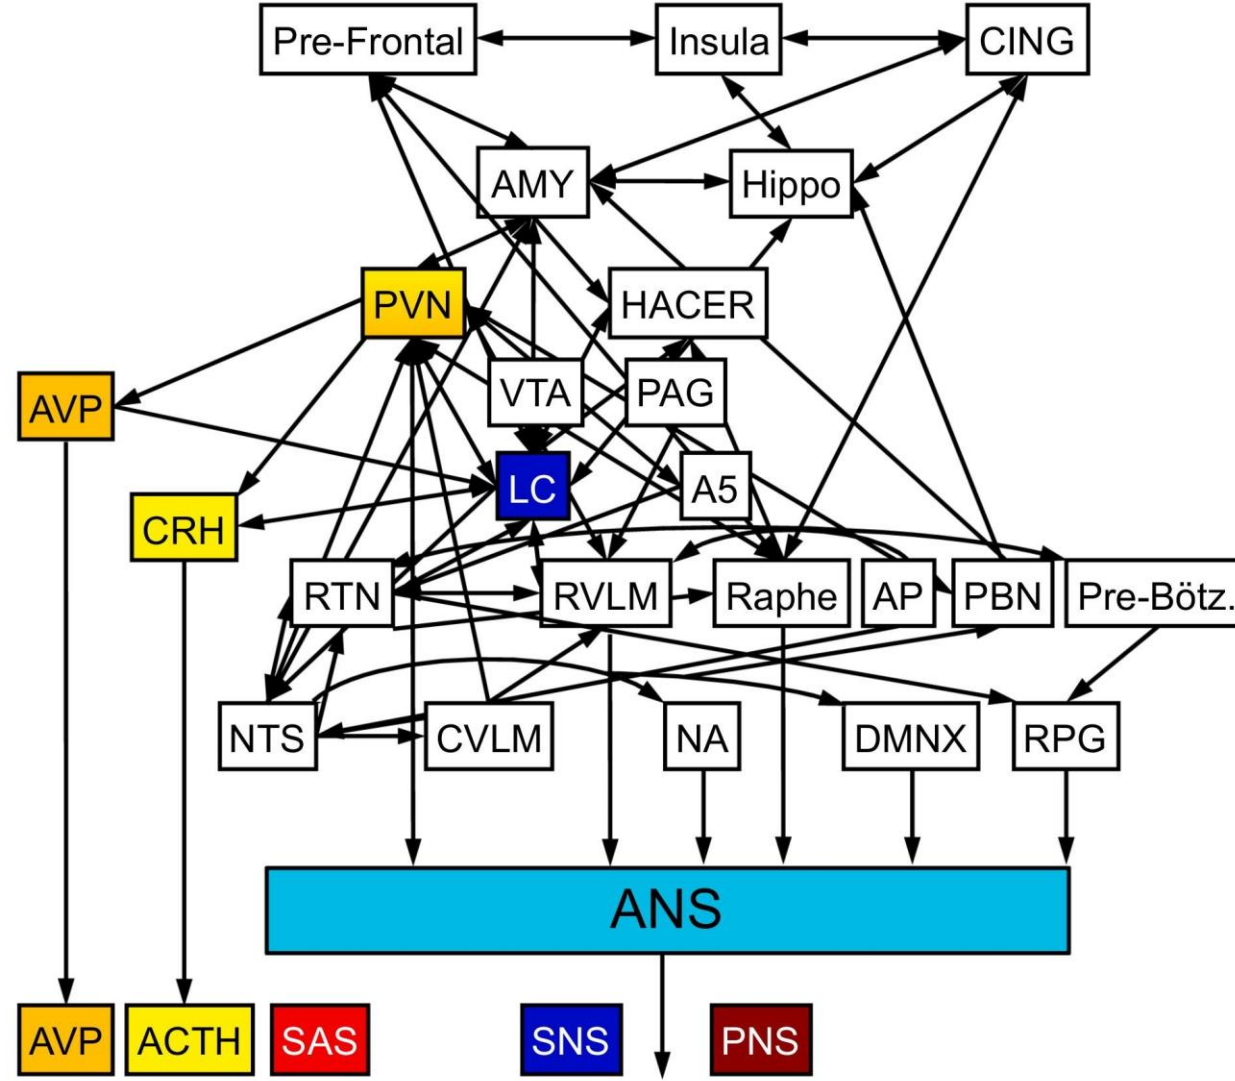 Pre-Frontal
Insula
CING
AMY
Hippo
PVN
HACER
AVP
VTA
PAG
LC
A5
CRH
RTN
RVLM
Raphe
AP
PBN
Pre-Bötz.
NTS
CVLM
NA
DMNX
RPG
ANS
AVP
ACTH
SAS
SNS
PNS